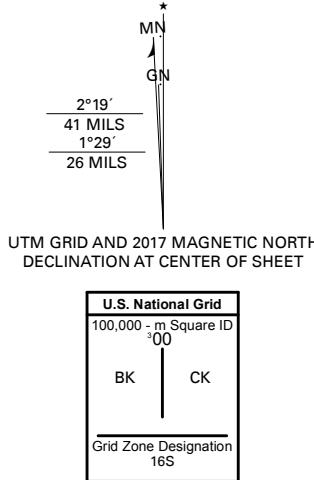 MN
GN
2°19´
41 MILS
1°29´
26 MILS
UTM GRID AND 2017 MAGNETIC NORTH
DECLINATION AT CENTER OF SHEET
U.S. National Grid
100,000 - m Square ID
³00
BK CK
Grid Zone Designation
16S